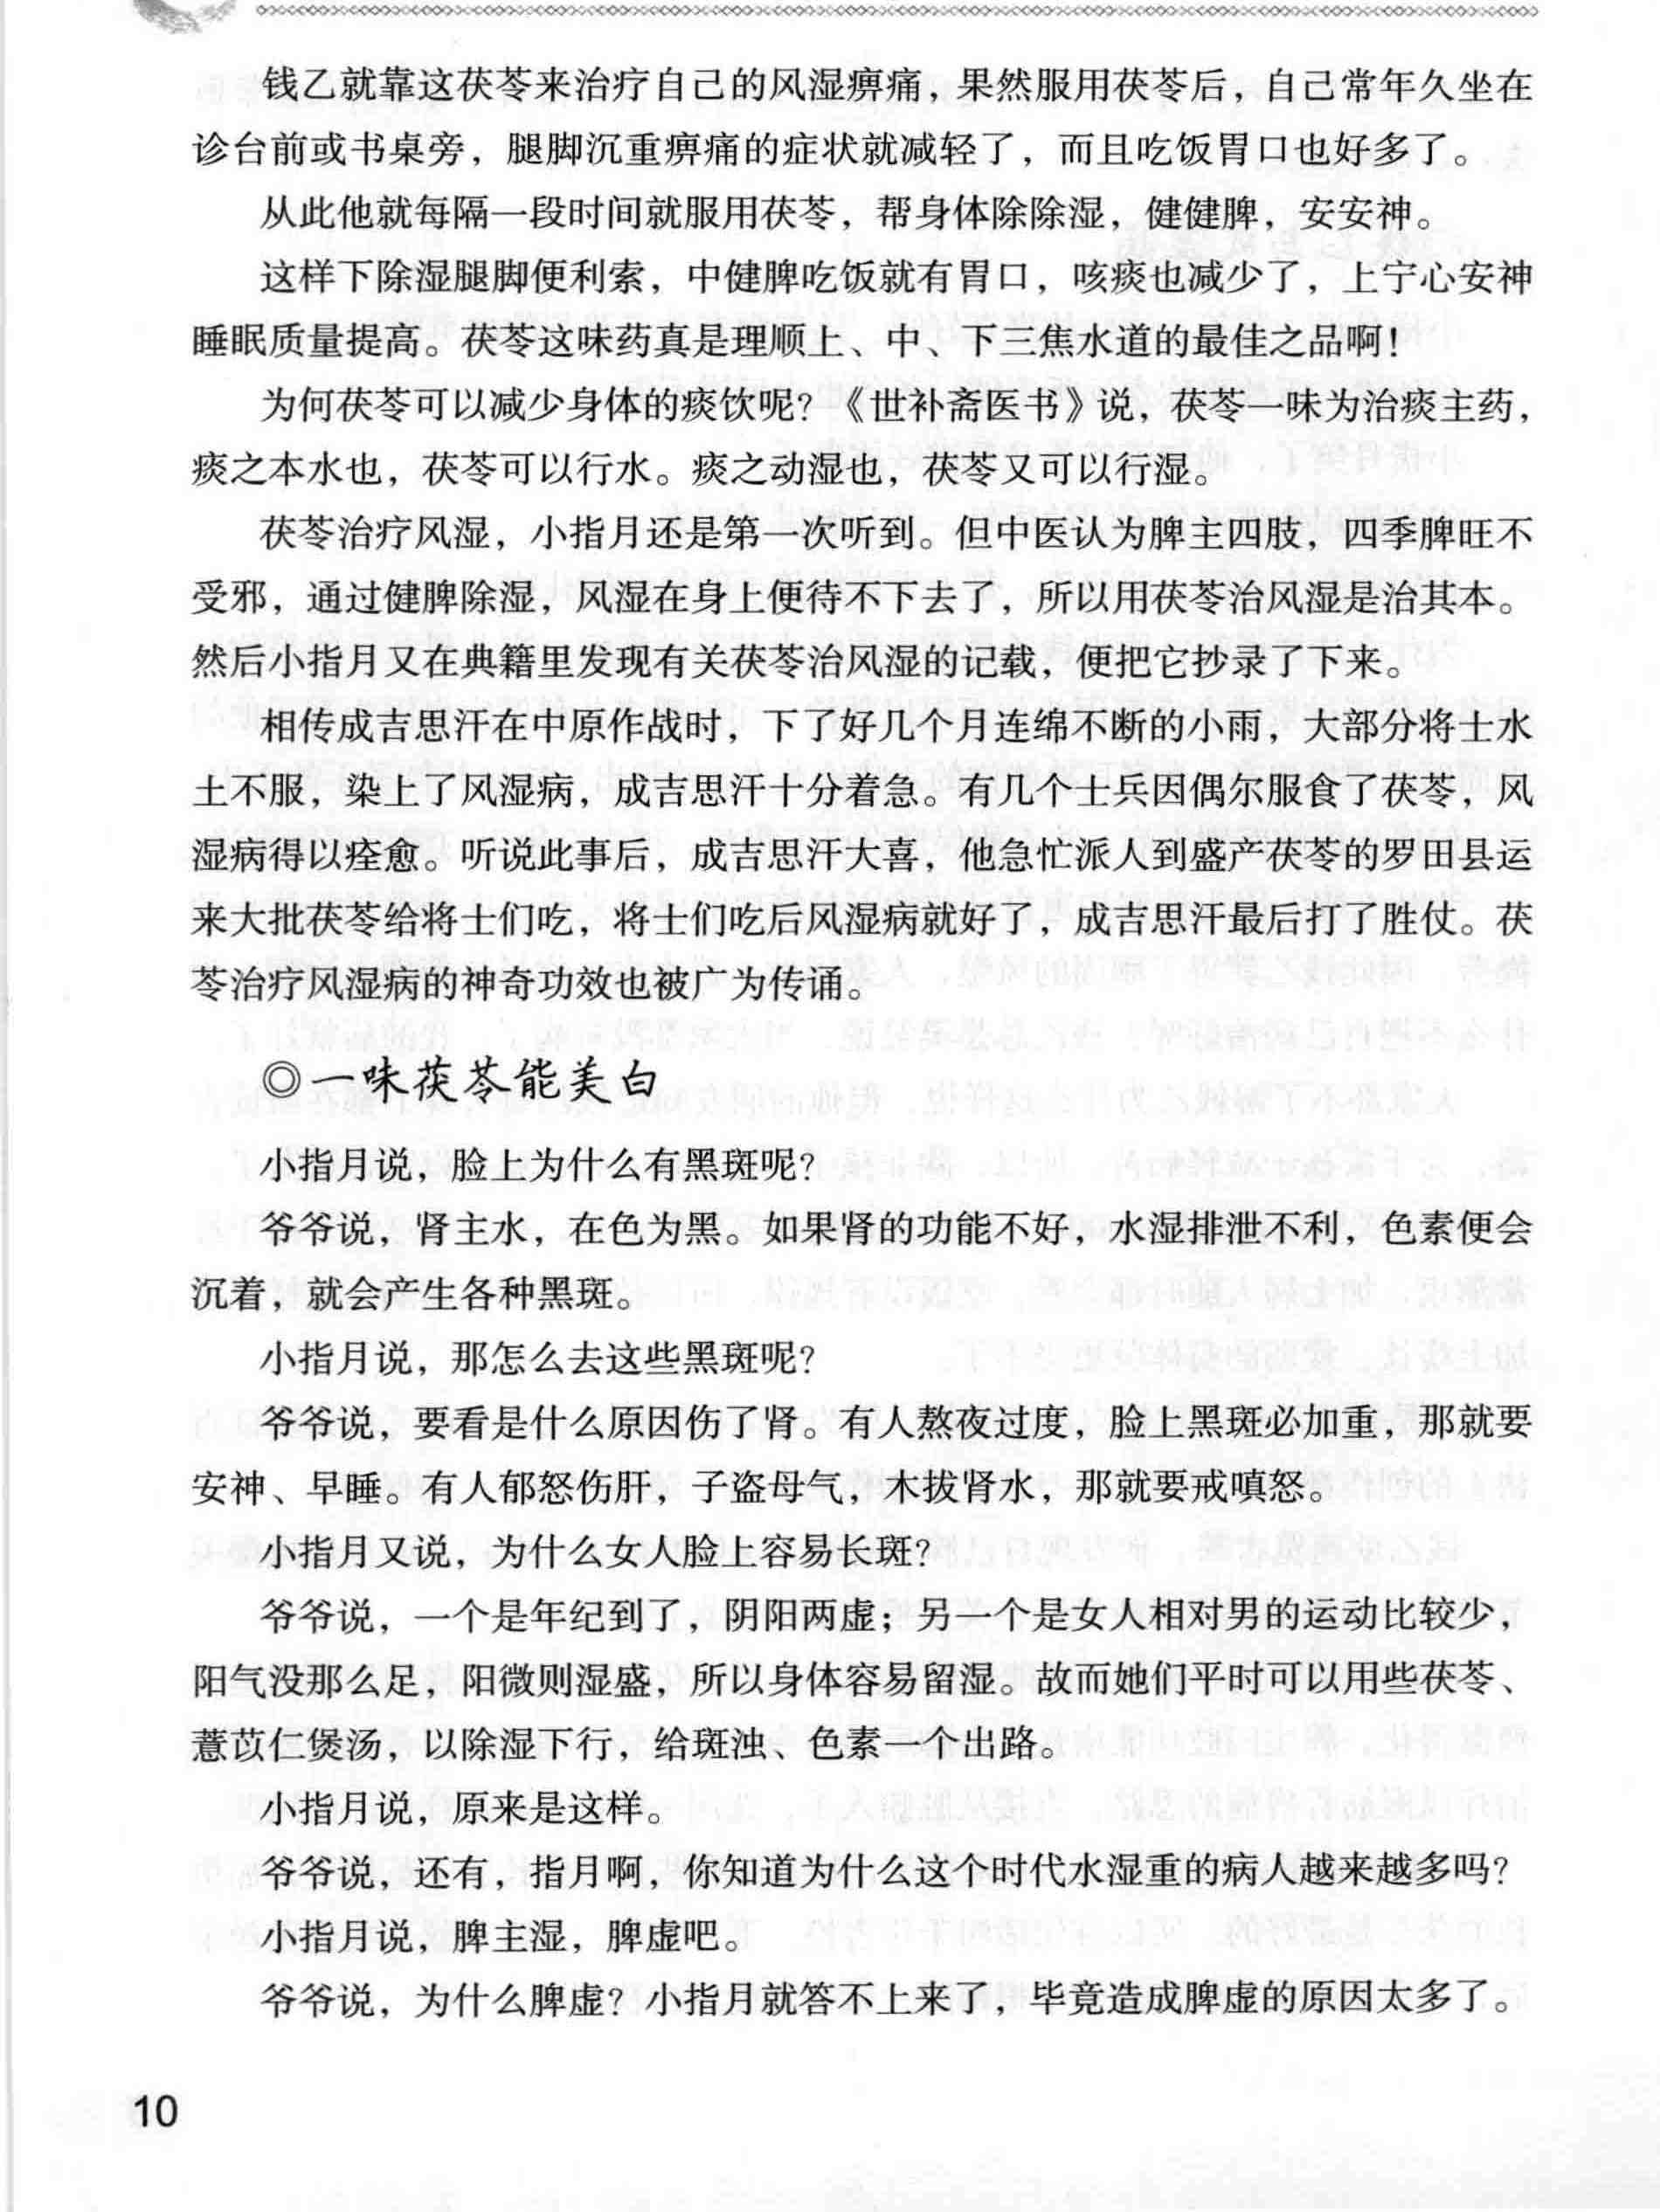 钱乙就靠这茯苓来治疗自己的风湿痹痛，果然服用茯苓后，自己常年久坐在
诊台前或书桌旁，腿脚沉重痹痛的症状就减轻了，而且吃饭胃口也好多了。
从此他就每隔一段时间就服用茯苓，帮身体除除湿，健健脾，安安神。
这样下除湿腿脚便利索，中健脾吃饭就有胃口，咳痰也减少了，上宁心安神
睡眠质量提高。茯苓这味药真是理顺上、中、下三焦水道的最佳之品啊！
为何茯苓可以减少身体的痰饮呢？《世补斋医书》说，茯苓一味为治痰主药，
痰之本水也，茯苓可以行水。痰之动湿也，茯苓又可以行湿。
茯苓治疗风湿，小指月还是第一次听到。但中医认为脾主四肢，四季脾旺不
受邪，通过健脾除湿，风湿在身上便待不下去了，所以用茯苓治风湿是治其本。
然后小指月又在典籍里发现有关茯苓治风湿的记载，便把它抄录了下来。
相传成吉思汗在中原作战时，下了好几个月连绵不断的小雨，大部分将士水
土不服，染上了风湿病，成吉思汗十分着急。有几个士兵因偶尔服食了茯苓，风
湿病得以痊愈。听说此事后，成吉思汗大喜，他急忙派人到盛产茯苓的罗田县运
来大批茯苓给将士们吃，将士们吃后风湿病就好了，成吉思汗最后打了胜仗。茯
苓治疗风湿病的神奇功效也被广为传诵。
◎一味茯苓能美白
小指月说，脸上为什么有黑斑呢？
爷爷说，肾主水，在色为黑。如果肾的功能不好，水湿排泄不利，色素便会
沉着，就会产生各种黑斑。
小指月说，那怎么去这些黑斑呢？
爷爷说，要看是什么原因伤了肾。有人熬夜过度，脸上黑斑必加重，那就要
安神、早睡。有人郁怒伤肝，子盗母气，木拔肾水，那就要戒嗔怒。
小指月又说，为什么女人脸上容易长斑？
爷爷说，一个是年纪到了，阴阳两虚；另一个是女人相对男的运动比较少，
阳气没那么足，阳微则湿盛，所以身体容易留湿。故而她们平时可以用些茯苓、
薏苡仁煲汤，以除湿下行，给斑浊、色素一个出路。
小指月说，原来是这样。
爷爷说，还有，指月啊，你知道为什么这个时代水湿重的病人越来越多吗？
小指月说，脾主湿，脾虚吧。
爷爷说，为什么脾虚？小指月就答不上来了，毕竟造成脾虚的原因太多了。
10